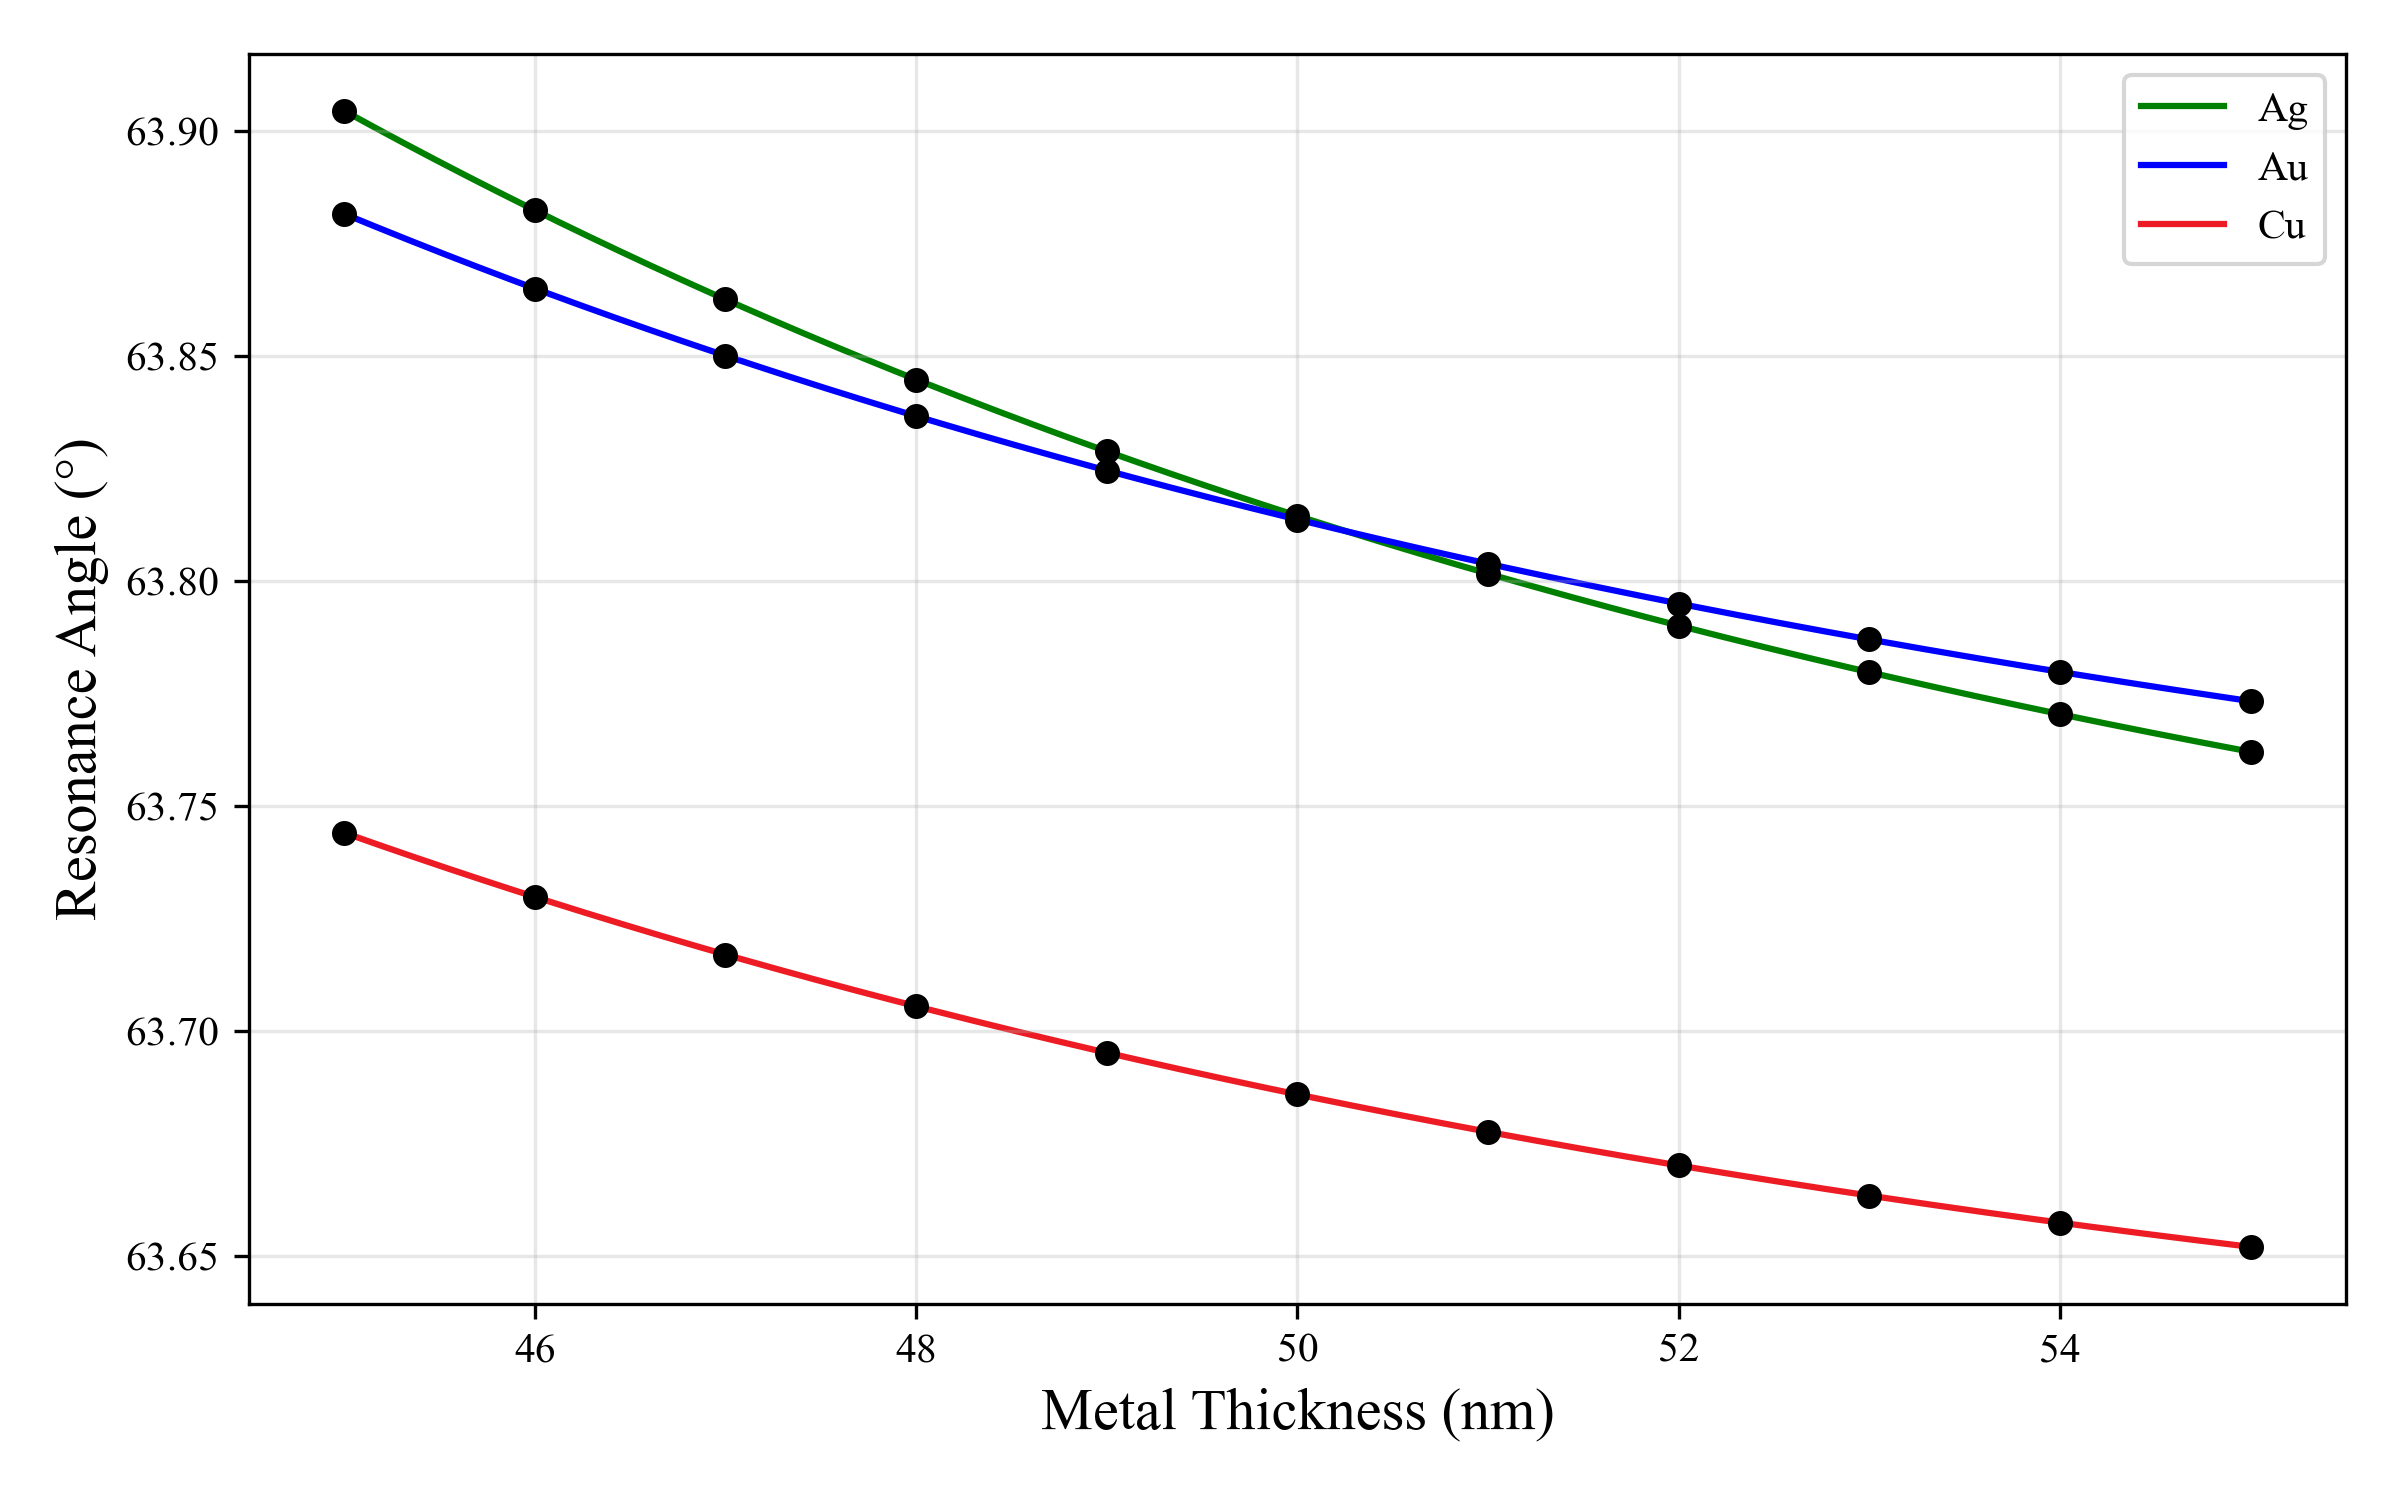 Ag
Au
Cu
63.90
63.85
63.80
63.75
63.70
63.65
Resonance Angle (°)
46 48 50 52 54
Metal Thickness (nm)